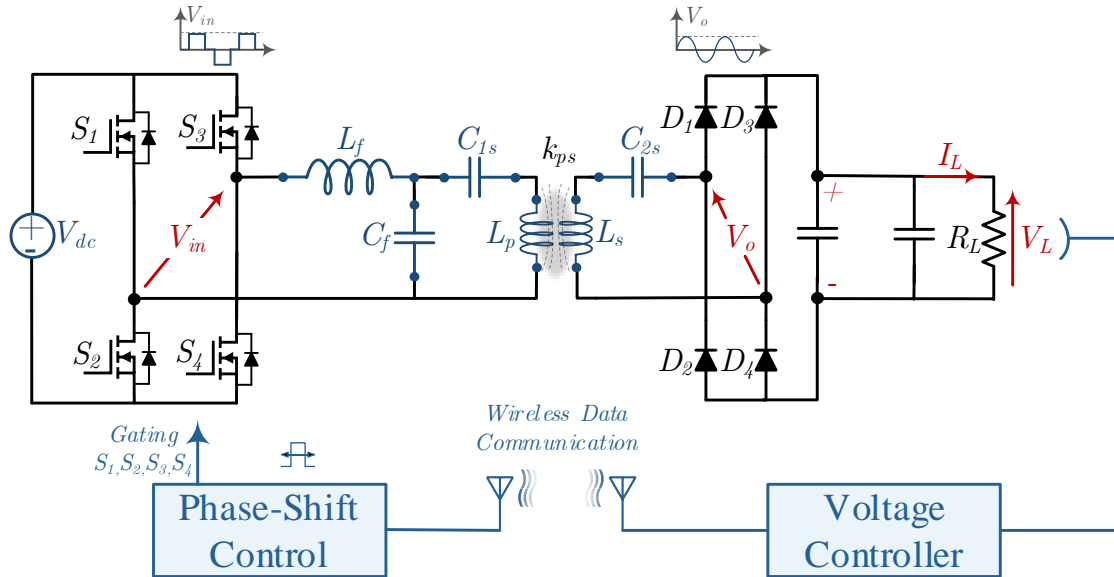 V_in
V_o
S_1
S_3
L_f
C_1s
k_ps
C_2s
D_1
D_3
I_L
+
-
V_dc
V_in
C_f
L_p
L_s
V_o
+
-
R_L
V_L
S_2
S_4
D_2
D_4
Gating
S_1,S_2,S_3,S_4
Wireless Data
Communication
Phase-Shift
Control
Voltage
Controller